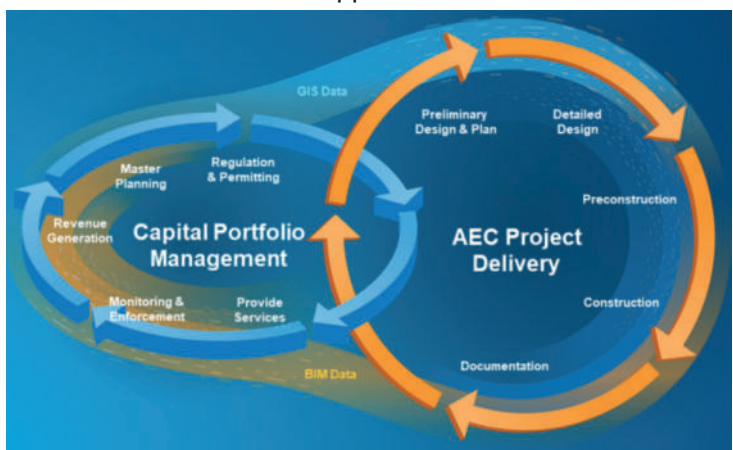 GIS Data
Preliminary
Design & Plan
Detailed
Design
Master
Planning
Regulation
& Permitting
Preconstruction
Revenue
Generation
Capital Portfolio
Management
AEC Project
Delivery
Monitoring &
Enforcement
Provide
Services
Construction
Documentation
BIM Data